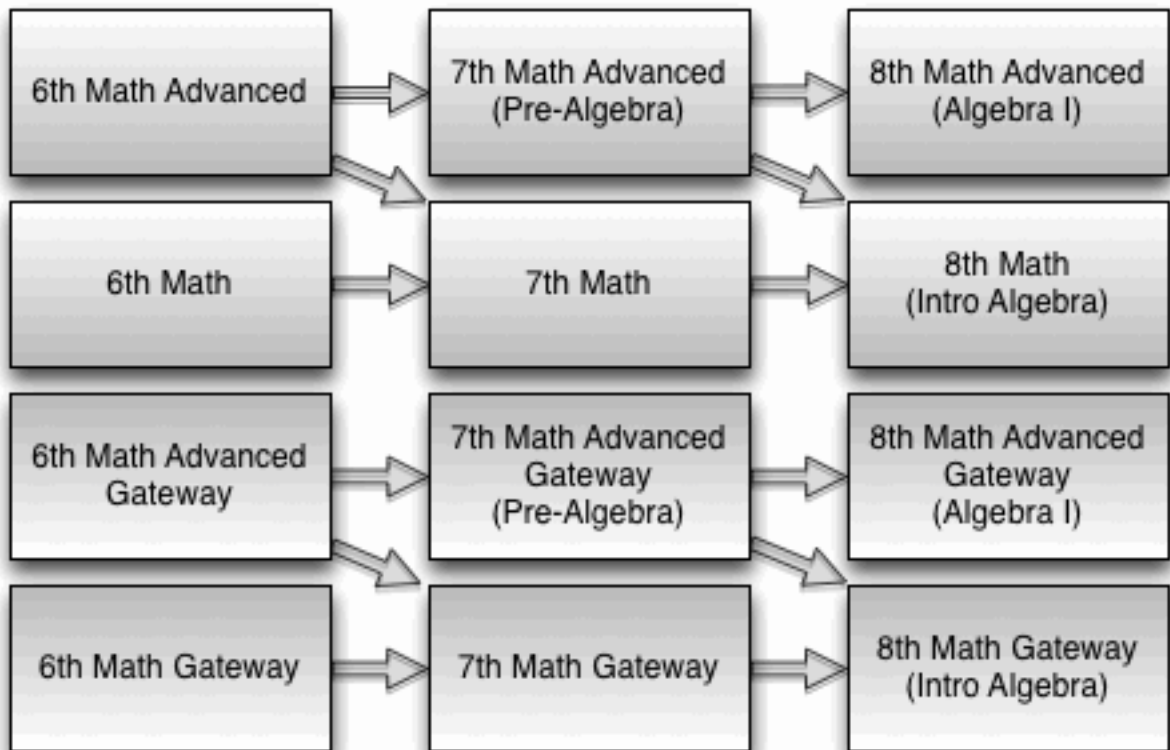 6th Math Advanced
7th Math Advanced
(Pre-Algebra)
8th Math Advanced
(Algebra I)
6th Math
7th Math
8th Math
(Intro Algebra)
6th Math Advanced
Gateway
7th Math Advanced
Gateway
(Pre-Algebra)
8th Math Advanced
Gateway
(Algebra I)
6th Math Gateway
7th Math Gateway
8th Math Gateway
(Intro Algebra)